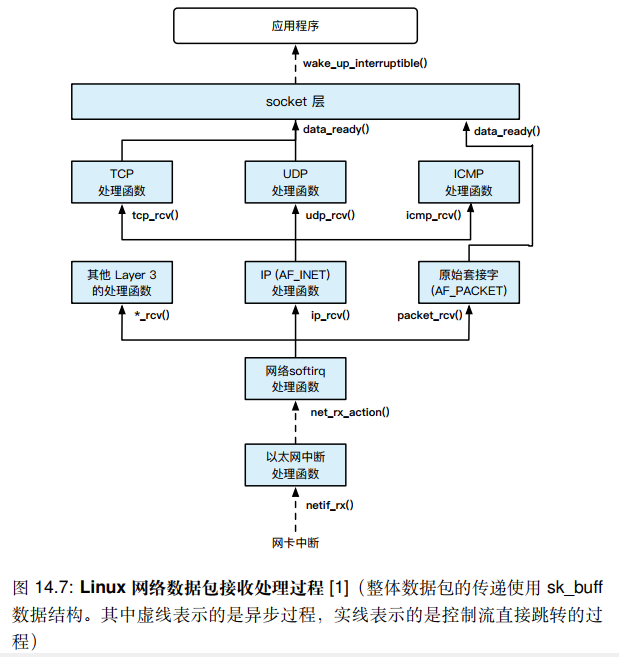 应用程序
wake_up_interruptible()
socket 层
data_ready()
data_ready()
TCP
处理函数
UDP
处理函数
ICMP
处理函数
tcp_rcv()
udp_rcv()
icmp_rcv()
其他 Layer 3
的处理函数
IP (AF_INET)
处理函数
原始套接字
(AF_PACKET)
*_rcv()
ip_rcv()
packet_rcv()
网络softirq
处理函数
net_rx_action()
以太网中断
处理函数
netif_rx()
网卡中断
图 14.7: Linux 网络数据包接收处理过程 [1]（整体数据包的传递使用 sk_buff
数据结构。其中虚线表示的是异步过程，实线表示的是控制流直接跳转的过
程）